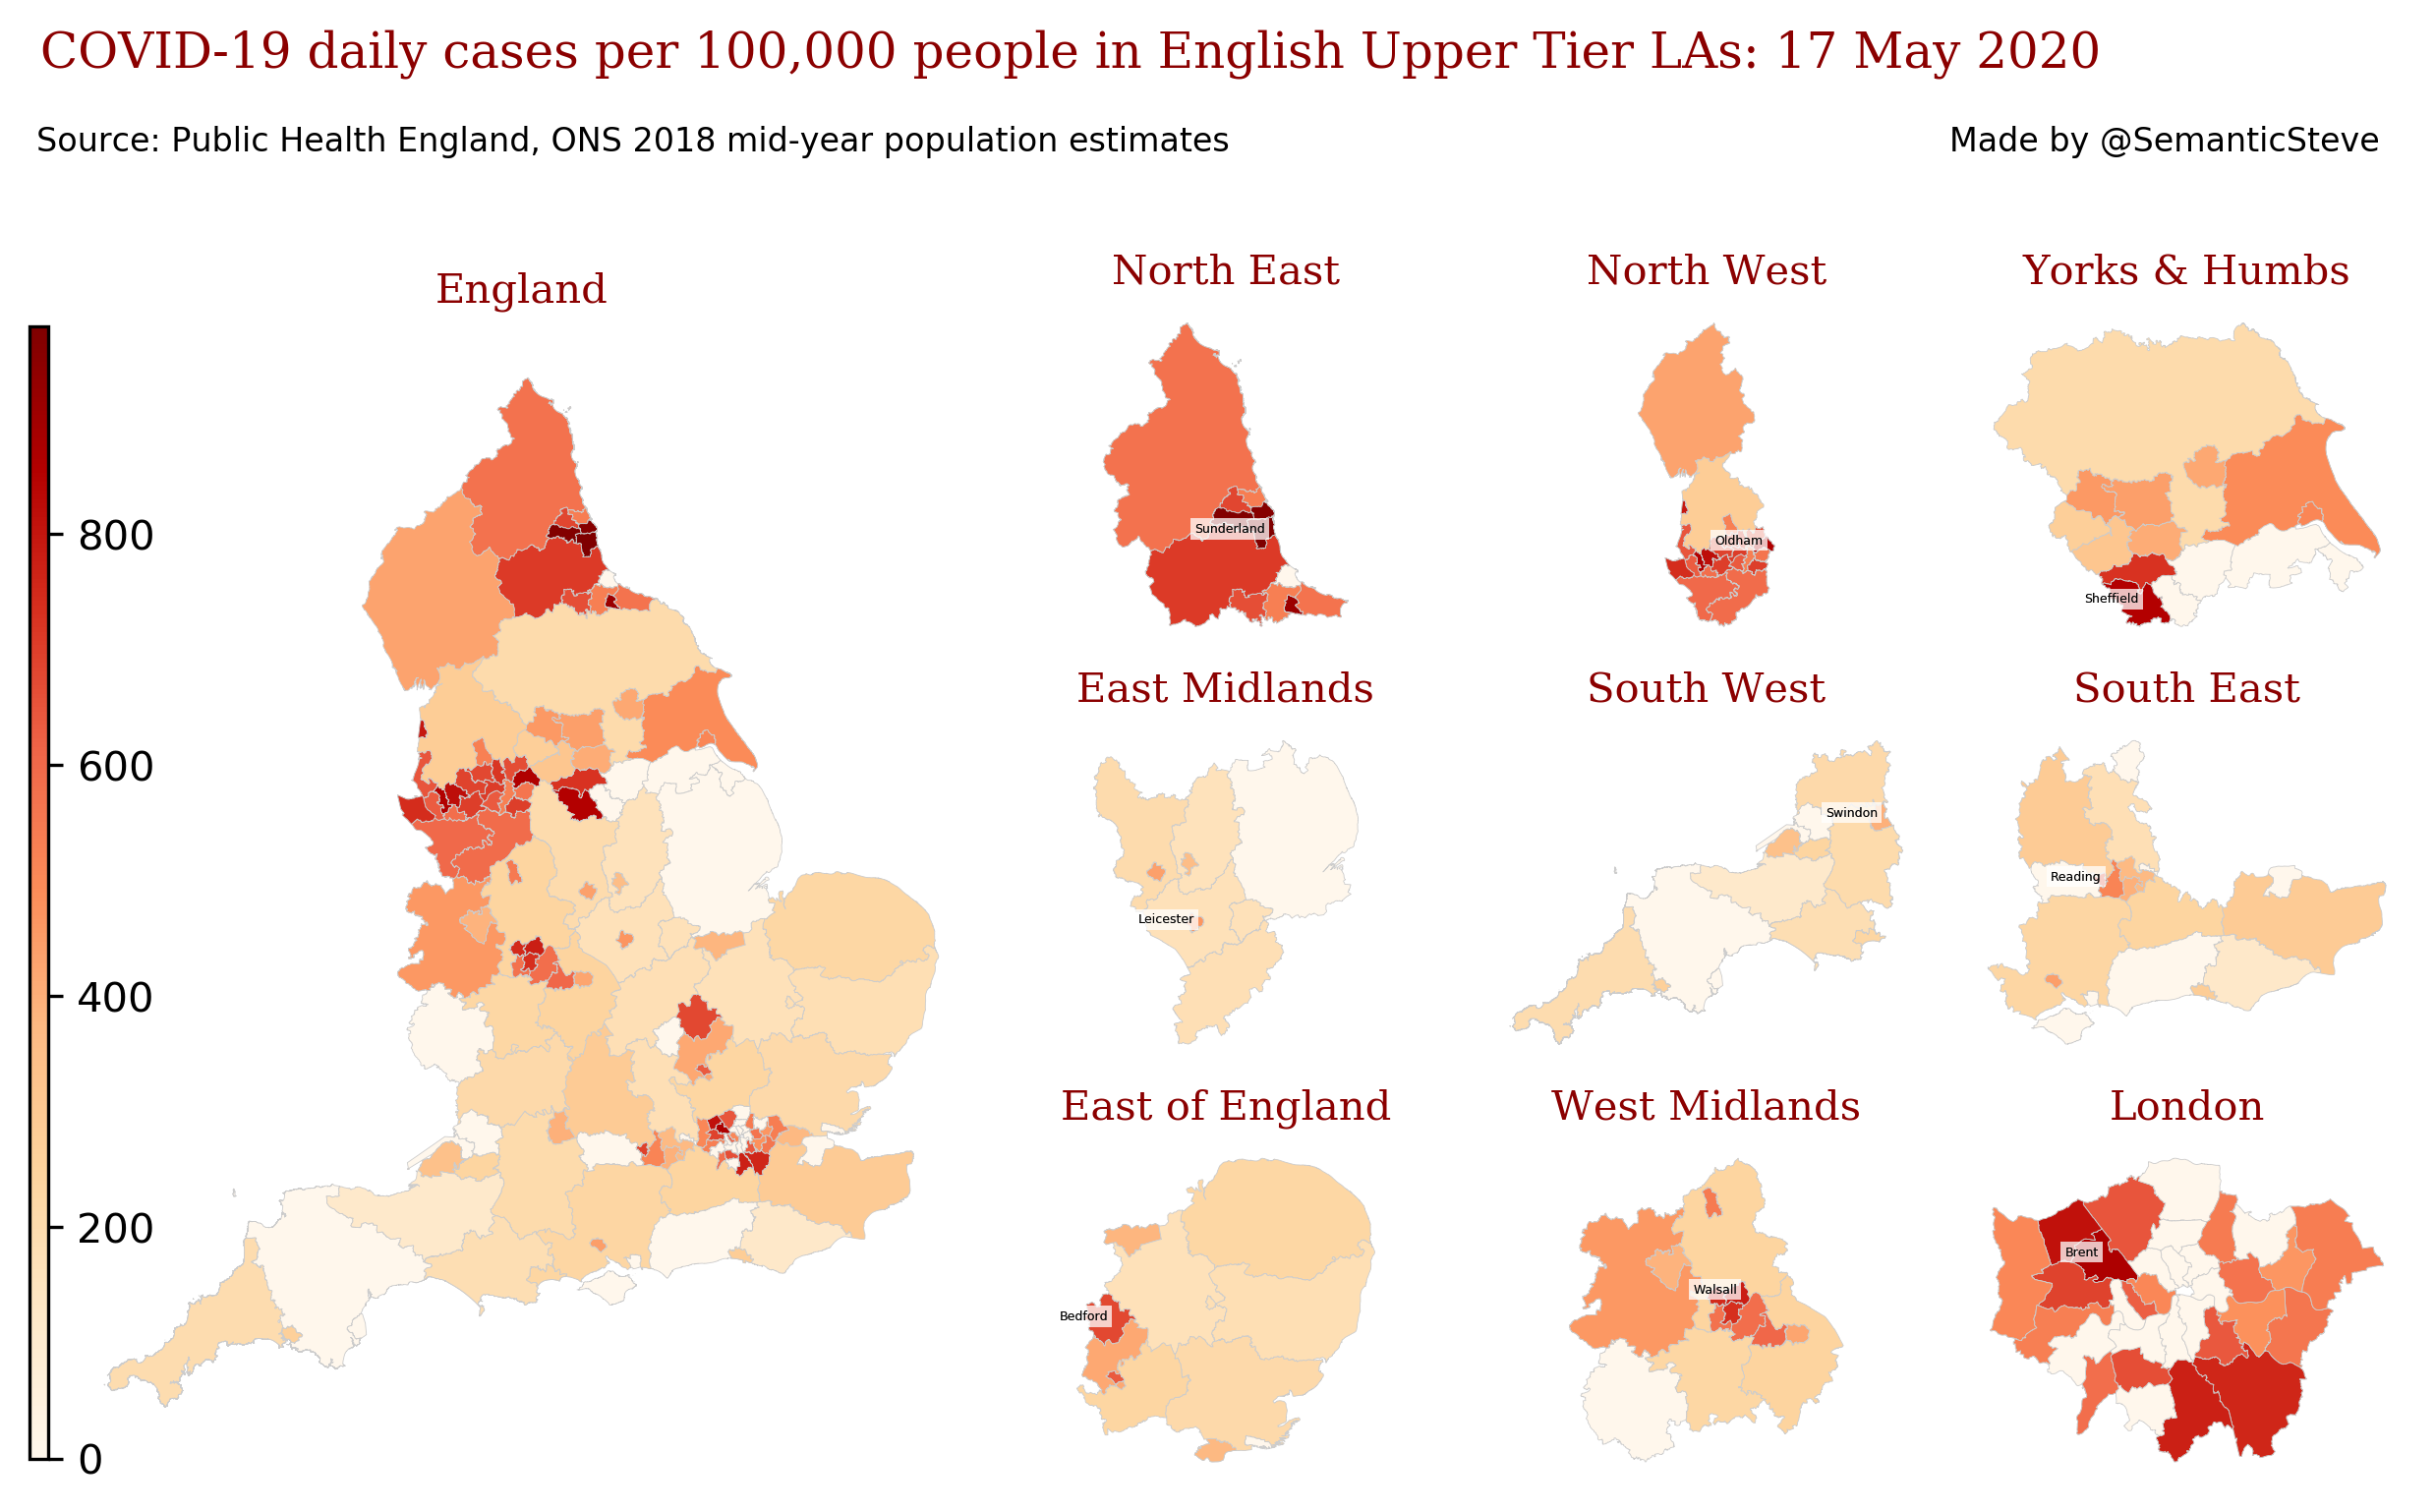 COVID-19 daily cases per 100,000 people in English Upper Tier LAs: 17 May 2020
Source: Public Health England, ONS 2018 mid-year population estimates
Made by @SemanticSteve
England
800
600
400
200
0
North East
Sunderland
North West
Oldham
Yorks & Humbs
Sheffield
East Midlands
Leicester
South West
Swindon
South East
Reading
East of England
Bedford
West Midlands
Walsall
London
Brent